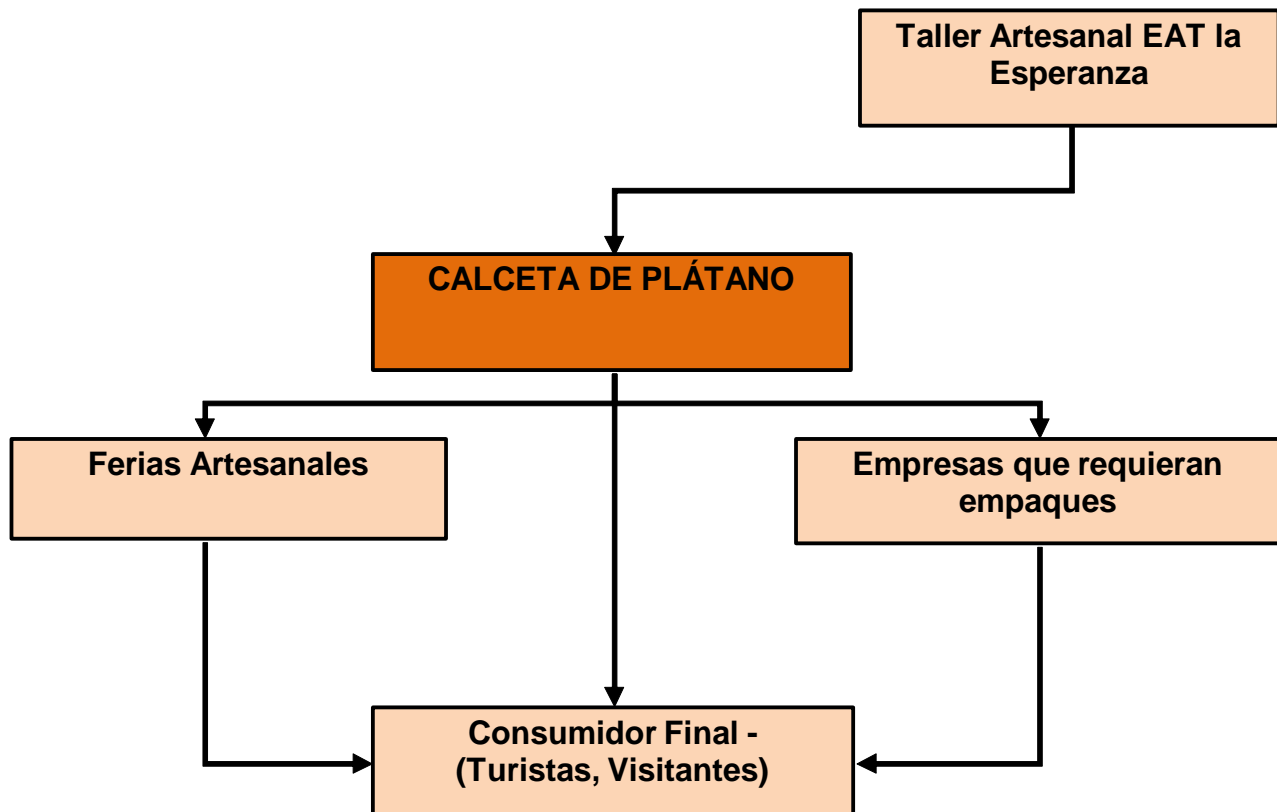 Taller Artesanal EAT la
Esperanza
CALCETA DE PLÁTANO
Ferias Artesanales
Empresas que requieran
empaques
Consumidor Final -
(Turistas, Visitantes)